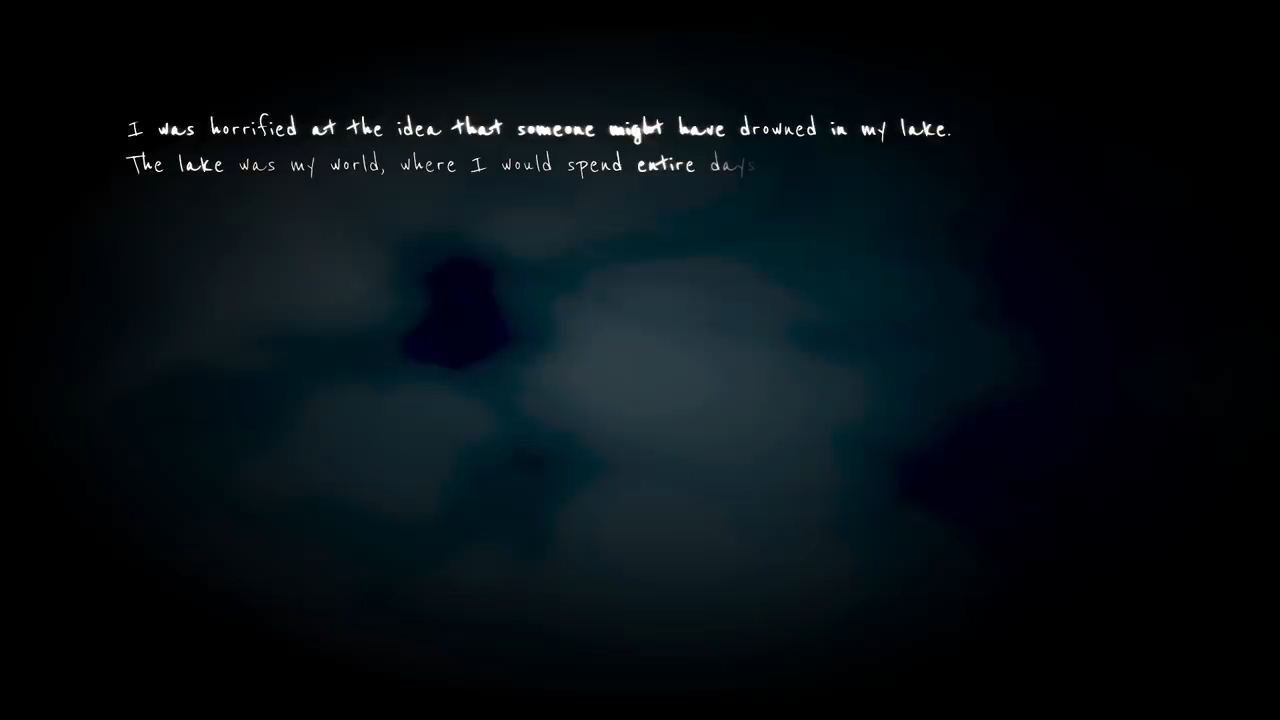 I was horrified at the idea that someone might have drowned in my lake.
The lake was my world, where I would spend entire days